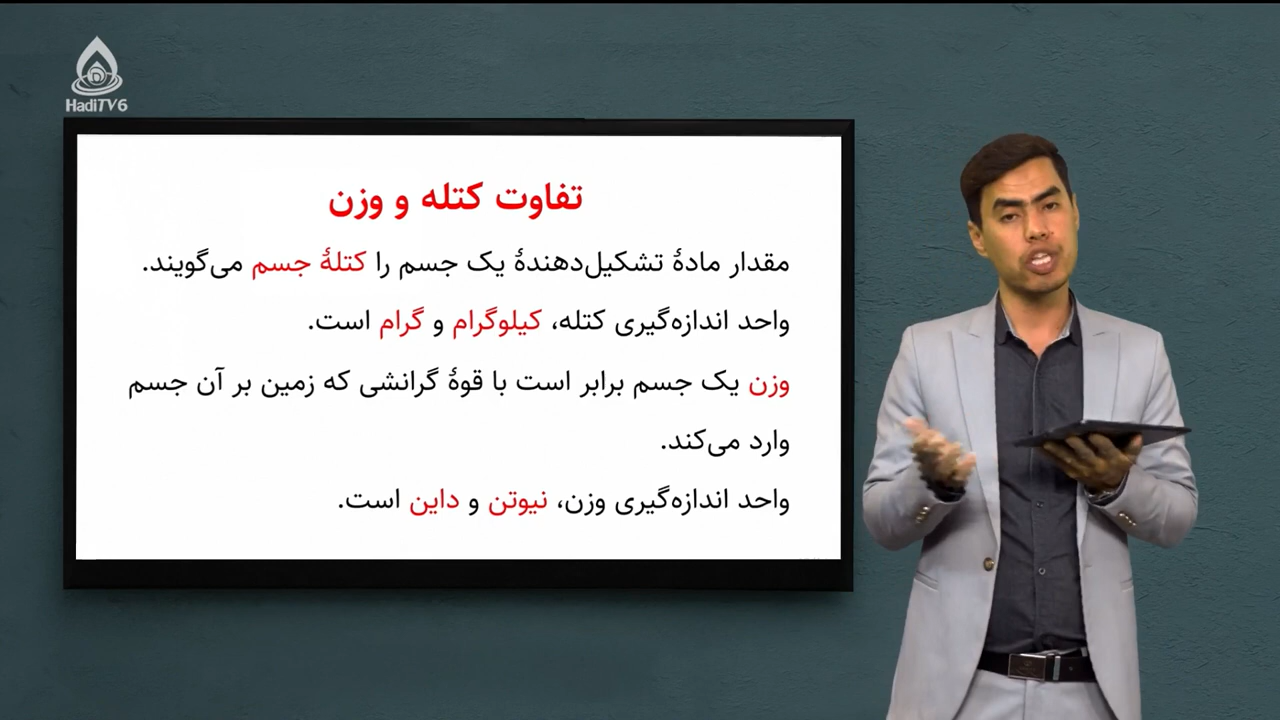 HadiTV6
تفاوت کتله و وزن
مقدار مادهٔ تشکیل‌دهندهٔ یک جسم را کتلهٔ جسم می‌گویند.
واحد اندازه‌گیری کتله، کیلوگرام و گرام است.
وزن یک جسم برابر است با قوهٔ گرانشی که زمین بر آن جسم
وارد می‌کند.
واحد اندازه‌گیری وزن، نیوتن و داین است.